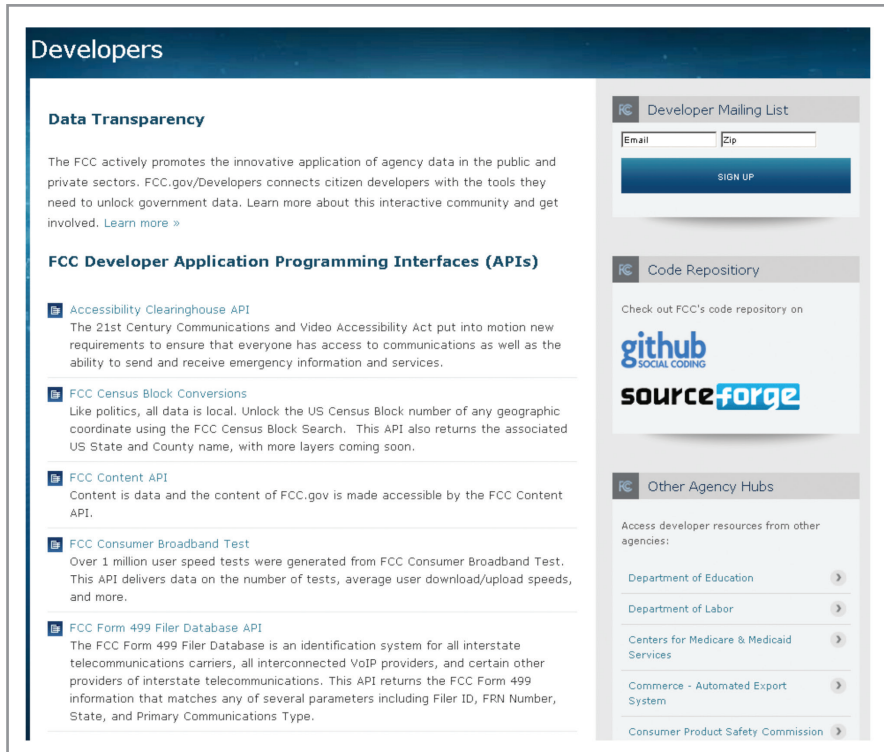 Developers
Data Transparency
The FCC actively promotes the innovative application of agency data in the public and
private sectors. FCC.gov/Developers connects citizen developers with the tools they
need to unlock government data. Learn more about this interactive community and get
involved. Learn more »
FCC Developer Application Programming Interfaces (APIs)
Accessibility Clearinghouse API
The 21st Century Communications and Video Accessibility Act put into motion new
requirements to ensure that everyone has access to communications as well as the
ability to send and receive emergency information and services.
FCC Census Block Conversions
Like politics, all data is local. Unlock the US Census Block number of any geographic
coordinate using the FCC Census Block Search. This API also returns the associated
US State and County name, with more layers coming soon.
FCC Content API
Content is data and the content of FCC.gov is made accessible by the FCC Content
API.
FCC Consumer Broadband Test
Over 1 million user speed tests were generated from FCC Consumer Broadband Test.
This API delivers data on the number of tests, average user download/upload speeds,
and more.
FCC Form 499 Filer Database API
The FCC Form 499 Filer Database is an identification system for all interstate
telecommunications carriers, all interconnected VoIP providers, and certain other
providers of interstate telecommunications. This API returns the FCC Form 499
information that matches any of several parameters including Filer ID, FRN Number,
State, and Primary Communications Type.
FC Developer Mailing List
Email Zip
SIGN UP
FC Code Repositiory
Check out FCC's code repository on
github
SOCIAL CODING
sourceforge
FC Other Agency Hubs
Access developer resources from other
agencies:
Department of Education
Department of Labor
Centers for Medicare & Medicaid
Services
Commerce - Automated Export
System
Consumer Product Safety Commission